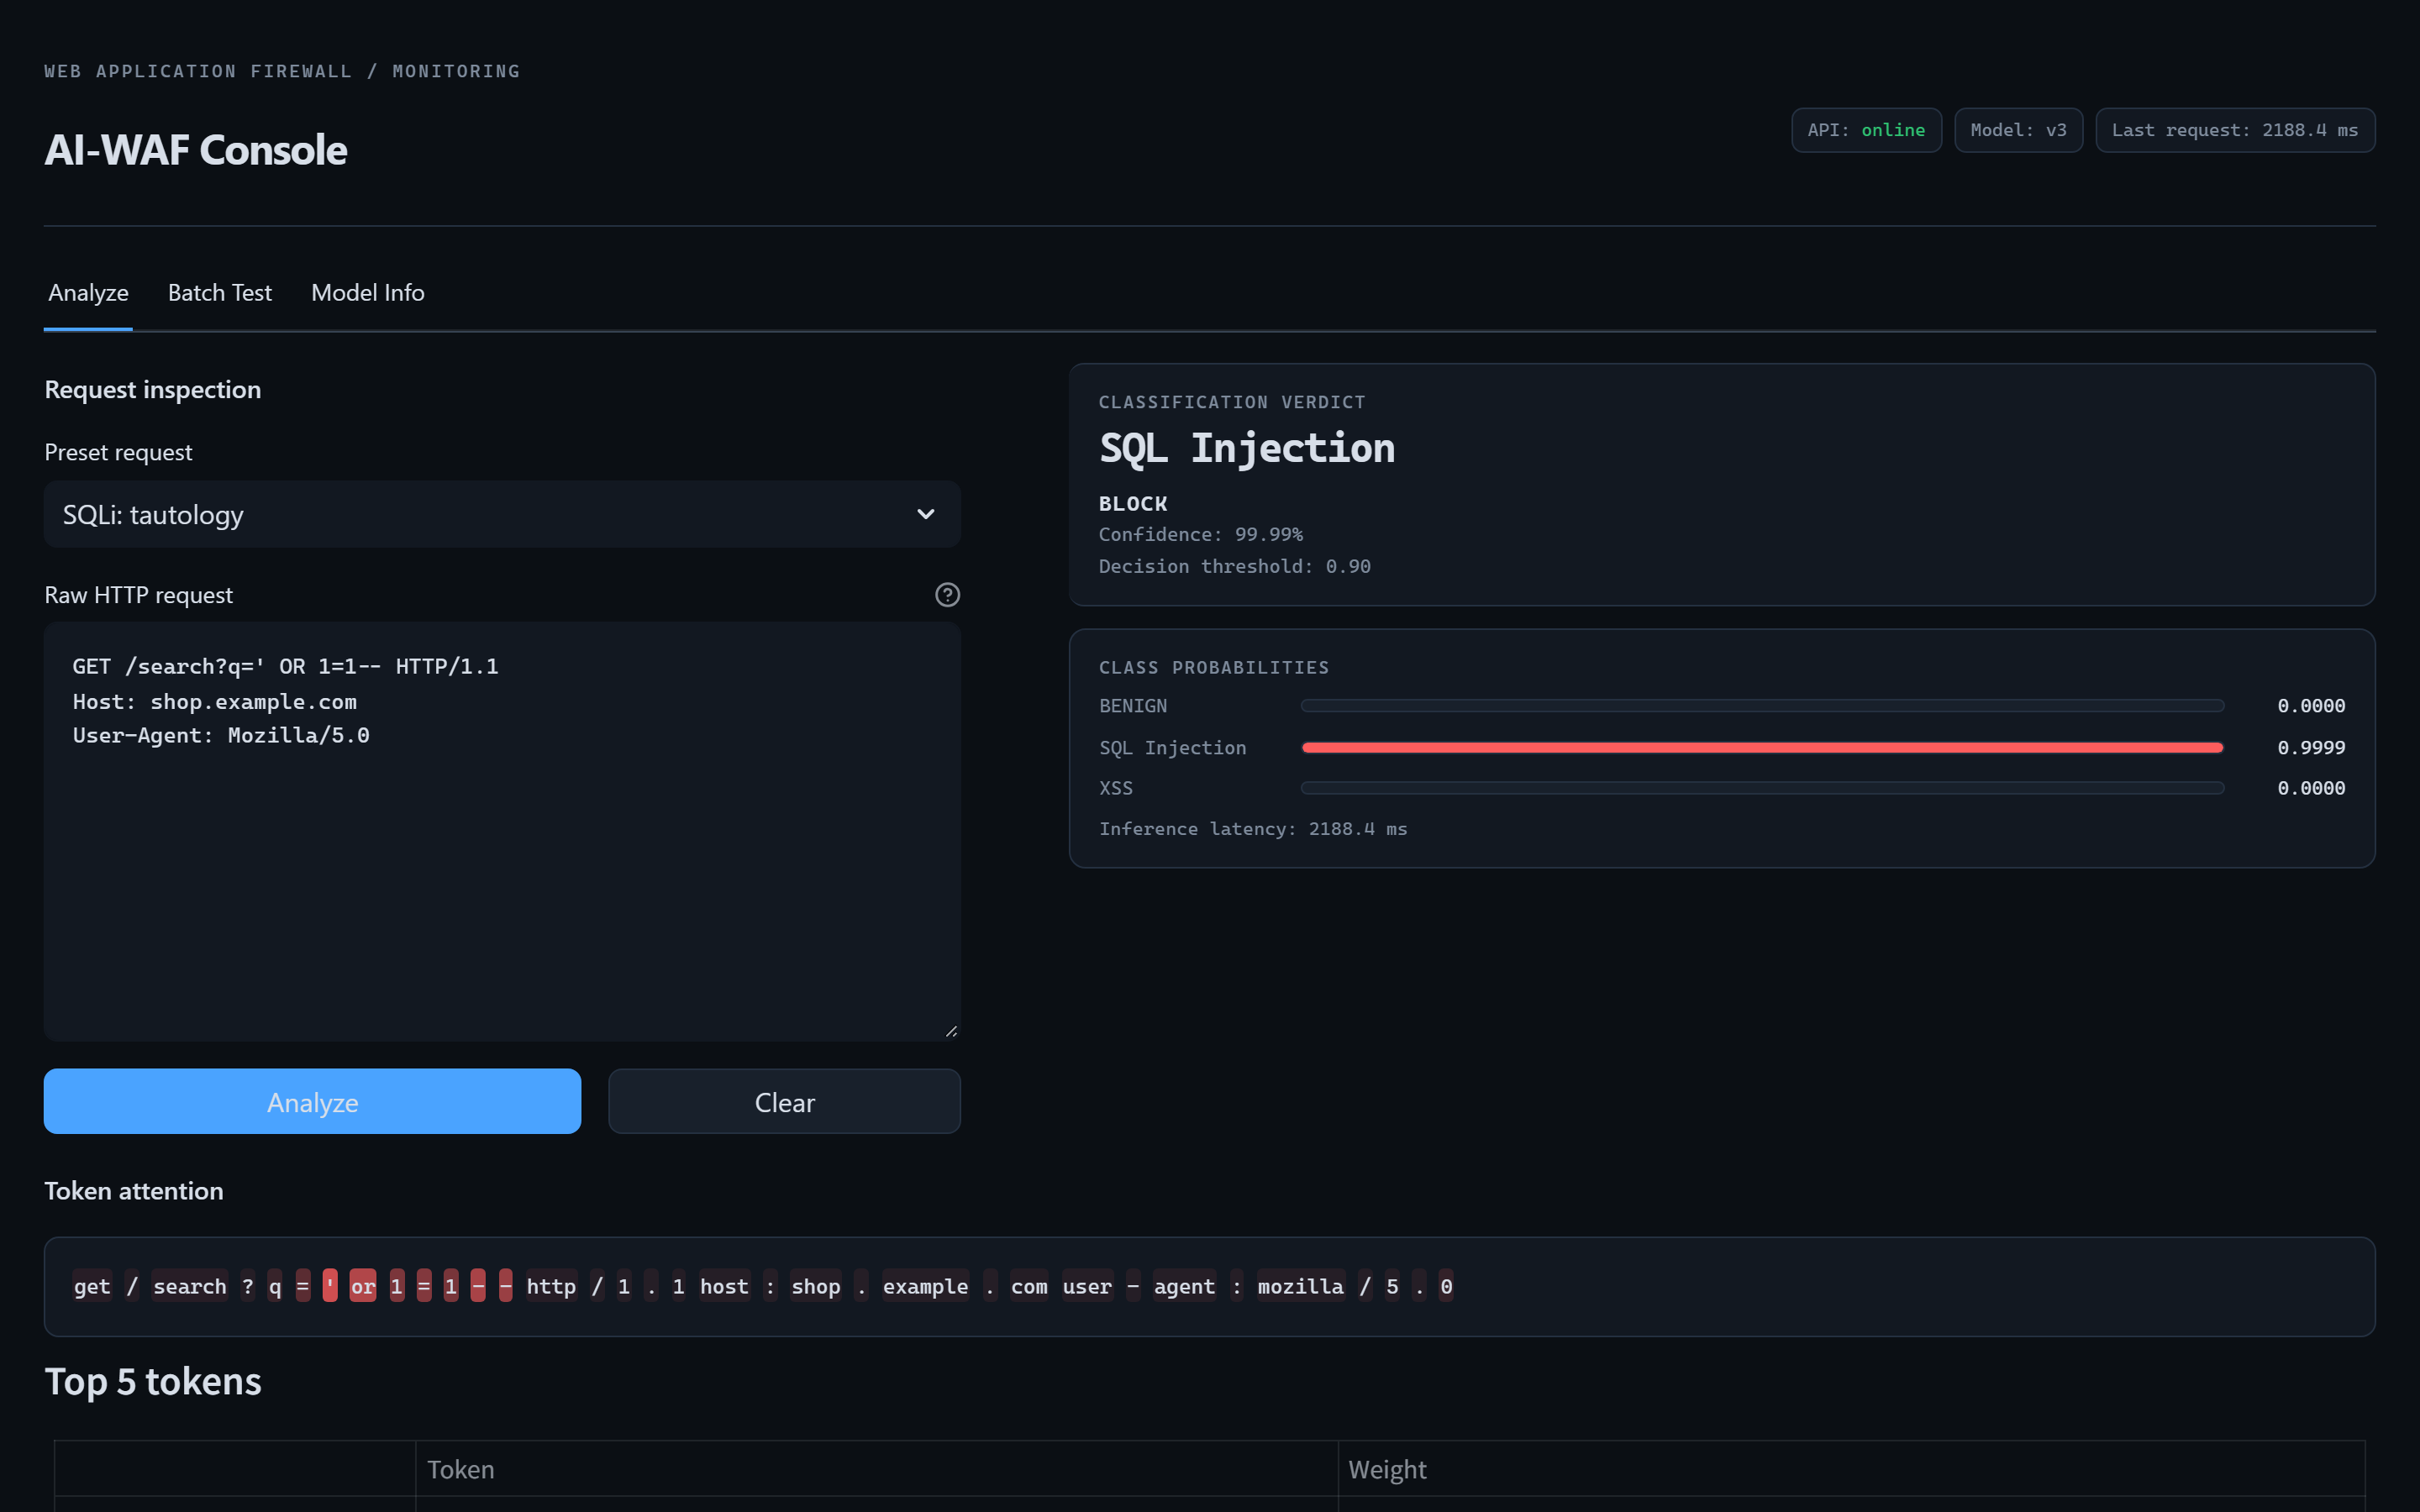 WEB APPLICATION FIREWALL / MONITORING
AI-WAF Console
API: online
Model: v3
Last request: 2188.4 ms
Analyze
Batch Test
Model Info
Request inspection
Preset request
SQLi: tautology
Raw HTTP request
GET /search?q=' OR 1=1-- HTTP/1.1
Host: shop.example.com
User-Agent: Mozilla/5.0
Analyze
Clear
CLASSIFICATION VERDICT
SQL Injection
BLOCK
Confidence: 99.99%
Decision threshold: 0.90
CLASS PROBABILITIES
BENIGN 0.0000
SQL Injection 0.9999
XSS 0.0000
Inference latency: 2188.4 ms
Token attention
get / search ? q = ' or 1 = 1 - - http / 1 . 1 host : shop . example . com user - agent : mozilla / 5 . 0
Top 5 tokens
Token Weight